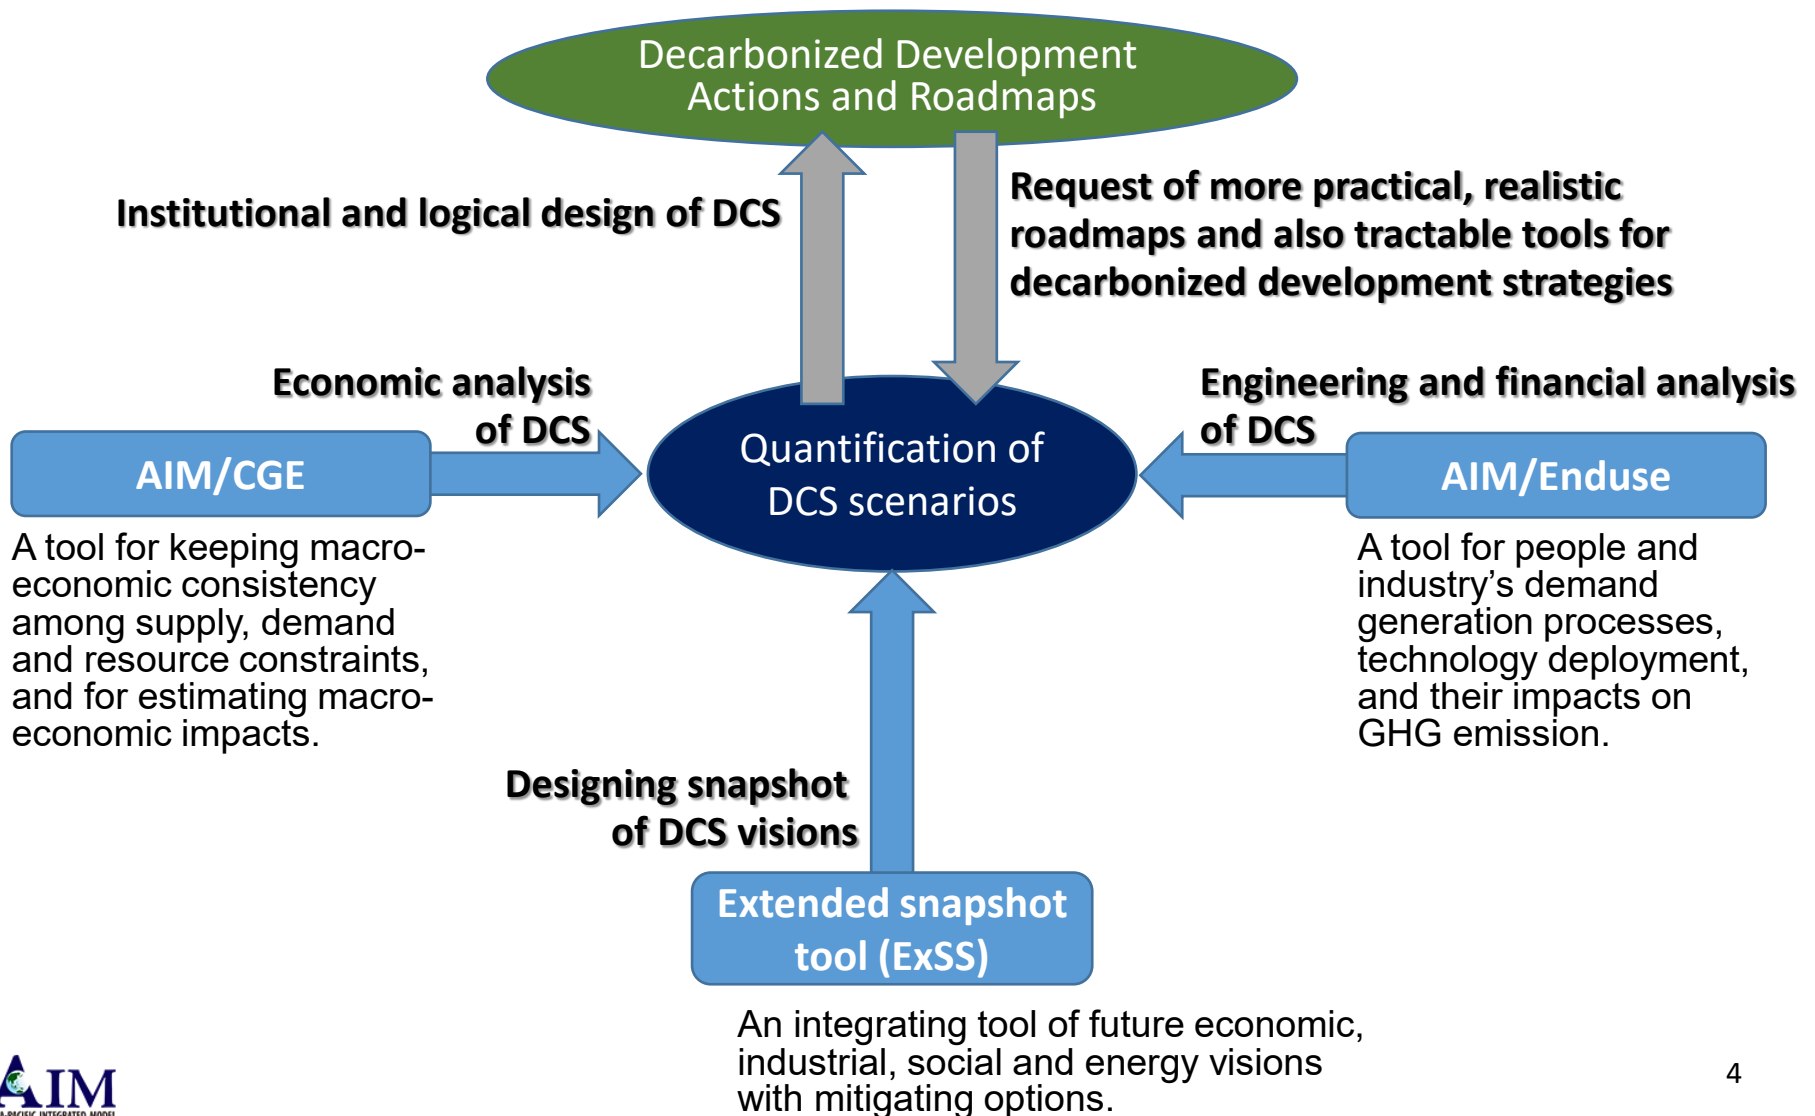 Decarbonized Development
Actions and Roadmaps
Institutional and logical design of DCS
Request of more practical, realistic
roadmaps and also tractable tools for
decarbonized development strategies
Economic analysis
of DCS
Engineering and financial analysis
of DCS
AIM/CGE
Quantification of
DCS scenarios
AIM/Enduse
A tool for keeping macro-
economic consistency
among supply, demand
and resource constraints,
and for estimating macro-
economic impacts.
A tool for people and
industry’s demand
generation processes,
technology deployment,
and their impacts on
GHG emission.
Designing snapshot
of DCS visions
Extended snapshot
tool (ExSS)
An integrating tool of future economic,
industrial, social and energy visions
with mitigating options.
AIM
A-PACIFIC INTEGRATED MODEL
4